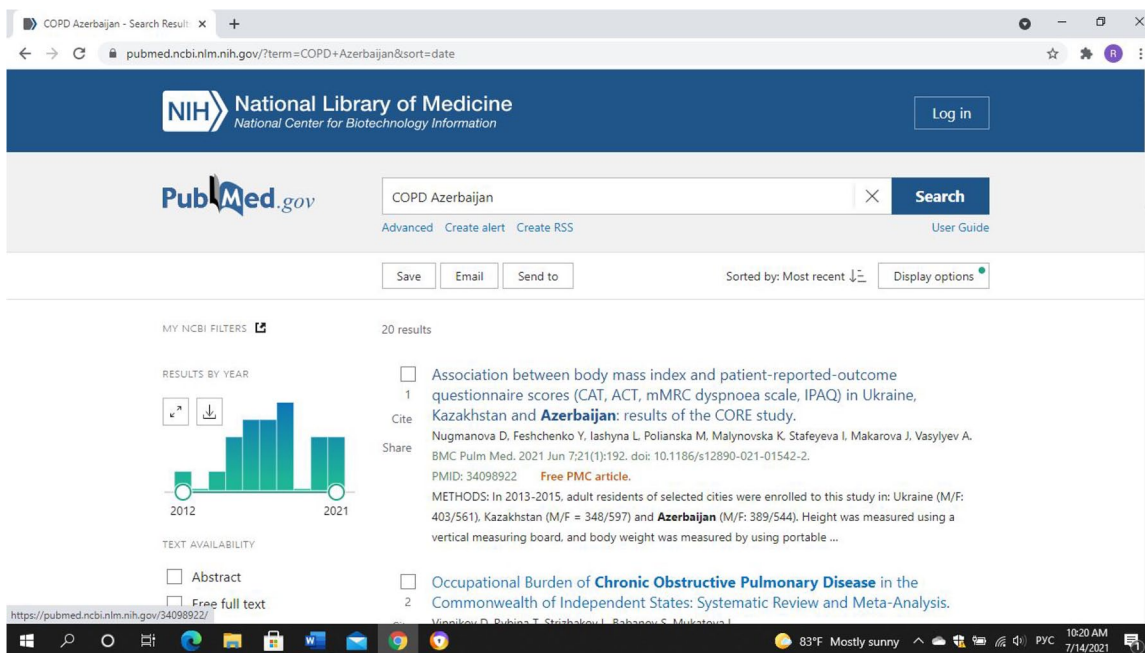 COPD Azerbaijan - Search Result
pubmed.ncbi.nlm.nih.gov/?term=COPD+Azerbaijan&sort=date
R
NIH
National Library of Medicine
National Center for Biotechnology Information
Log in
PubMed.gov
COPD Azerbaijan
Search
Advanced Create alert Create RSS
User Guide
Save Email Send to
Sorted by: Most recent
Display options
MY NCBI FILTERS
20 results
RESULTS BY YEAR
2012 2021
TEXT AVAILABILITY
Abstract
Free full text
1
Cite
Share
Association between body mass index and patient-reported-outcome
questionnaire scores (CAT, ACT, mMRC dyspnoea scale, IPAQ) in Ukraine,
Kazakhstan and Azerbaijan: results of the CORE study.
Nugmanova D, Feshchenko Y, Iashyna L, Polianska M, Malynovska K, Stafeyeva I, Makarova J, Vasylyev A.
BMC Pulm Med. 2021 Jun 7;21(1):192. doi: 10.1186/s12890-021-01542-2.
PMID: 34098922 Free PMC article.
METHODS: In 2013-2015, adult residents of selected cities were enrolled to this study in: Ukraine (M/F:
403/561), Kazakhstan (M/F = 348/597) and Azerbaijan (M/F: 389/544). Height was measured using a
vertical measuring board, and body weight was measured by using portable ...
2
Occupational Burden of Chronic Obstructive Pulmonary Disease in the
Commonwealth of Independent States: Systematic Review and Meta-Analysis.
Vinnikov D, Rybina T, Strizhakov L, Babanov S, Mukatova I.
https://pubmed.ncbi.nlm.nih.gov/34098922/
83°F Mostly sunny
РУС
10:20 AM
7/14/2021